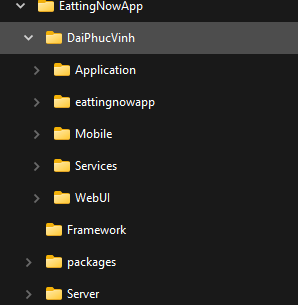 EattingNowApp
DaiPhucVinh
Application
eattingnowapp
Mobile
Services
WebUI
Framework
packages
Server